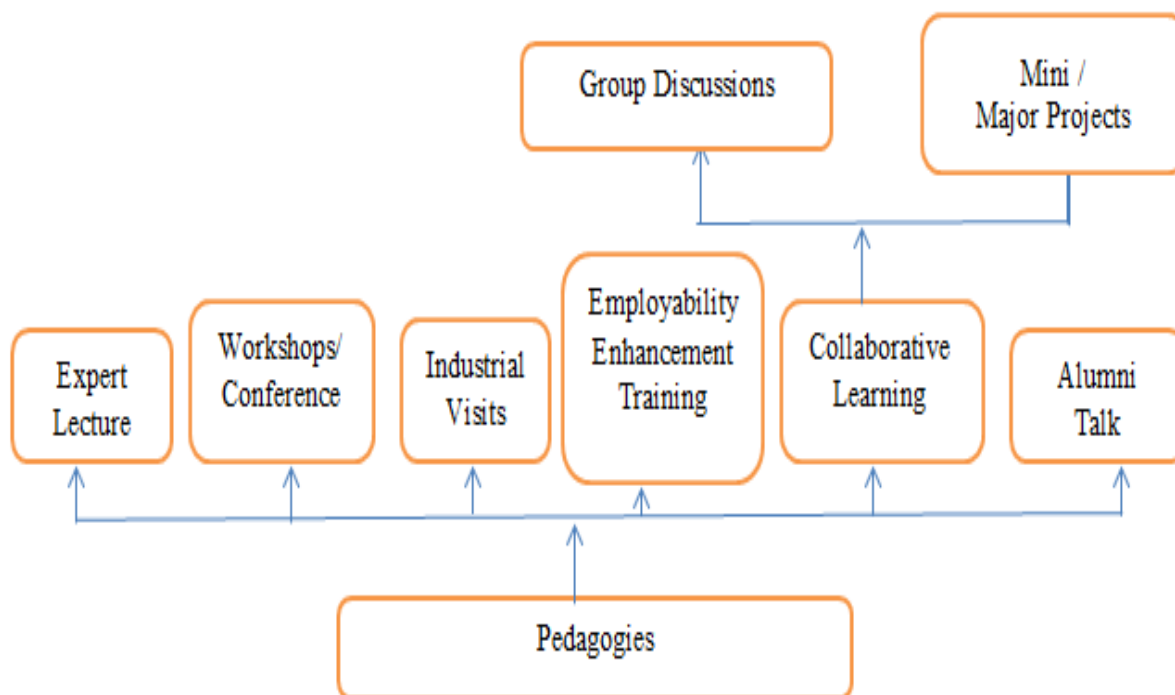 Group Discussions
Mini /
Major Projects
Expert
Lecture
Workshops/
Conference
Industrial
Visits
Employability
Enhancement
Training
Collaborative
Learning
Alumni
Talk
Pedagogies